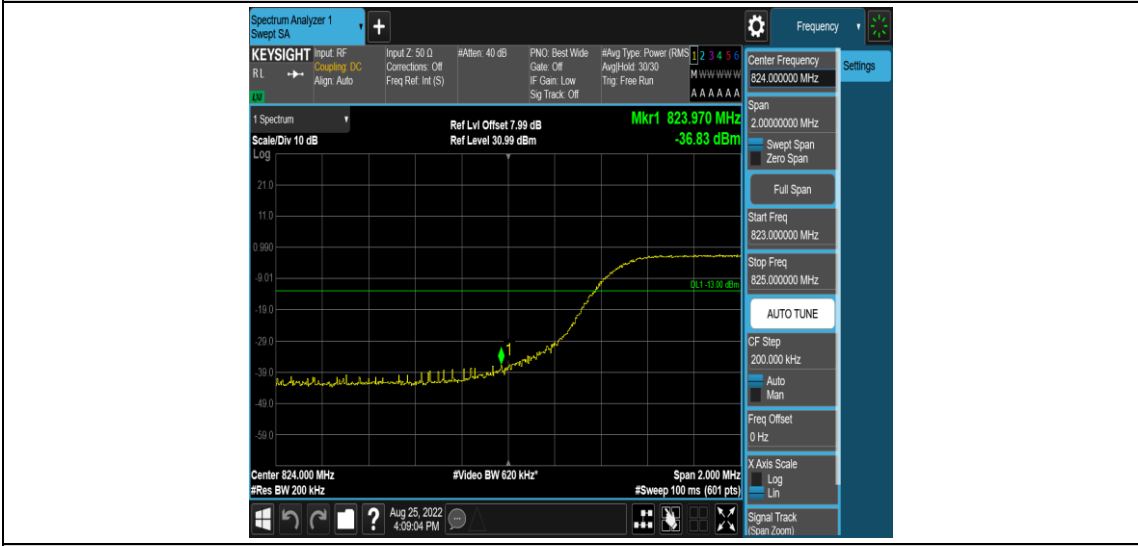 Spectrum Analyzer 1
Swept SA
+
Frequency
KEYSIGHT
RL
Input: RF
Coupling: DC
Align: Auto
Input Z: 50 Ω
Corrections: Off
Freq Ref: Int (S)
#Atten: 40 dB
PNO: Best Wide
Gate: Off
IF Gain: Low
Sig Track: Off
#Avg Type: Power (RMS
Avg|Hold: 30/30
Trig: Free Run
1 2 3 4 5 6
M W W W W W
A A A A A A
1 Spectrum
Scale/Div 10 dB
Log
Ref Lvl Offset 7.99 dB
Ref Level 30.99 dBm
Mkr1 823.970 MHz
-36.83 dBm
21.0
11.0
0.990
-9.01
-19.0
-29.0
-39.0
-49.0
-59.0
DL1 -13.00 dBm
1
Center 824.000 MHz
#Res BW 200 kHz
#Video BW 620 kHz*
Span 2.000 MHz
#Sweep 100 ms (601 pts)
?
Aug 25, 2022
4:09:04 PM
Center Frequency
824.000000 MHz
Settings
Span
2.00000000 MHz
Swept Span
Zero Span
Full Span
Start Freq
823.000000 MHz
Stop Freq
825.000000 MHz
AUTO TUNE
CF Step
200.000 kHz
Auto
Man
Freq Offset
0 Hz
X Axis Scale
Log
Lin
Signal Track
(Span Zoom)